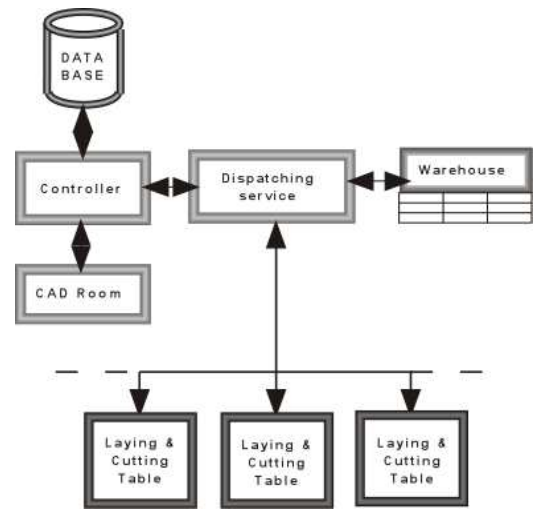 DATA
BASE
Controller
Dispatching
service
Warehouse
CAD Room
Laying &
Cutting
Table
Laying &
Cutting
Table
Laying &
Cutting
Table